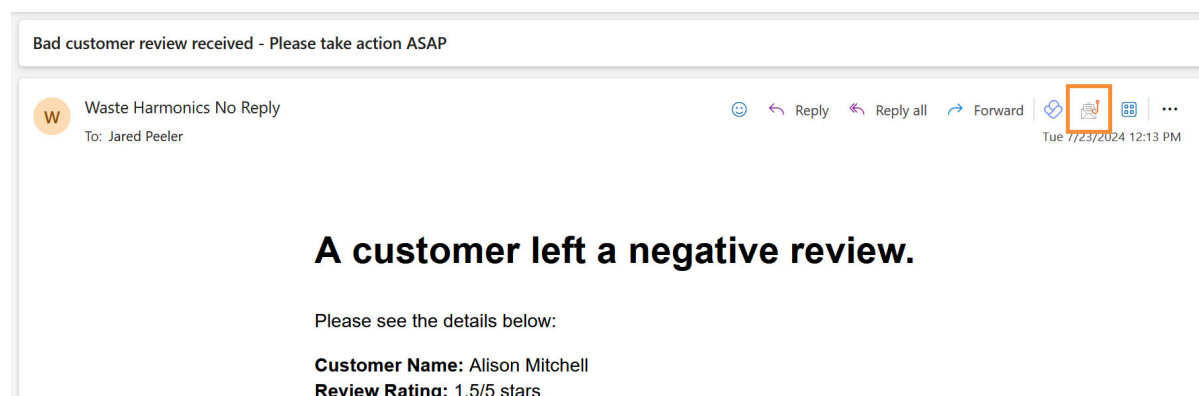 Bad customer review received - Please take action ASAP
W
Waste Harmonics No Reply
Reply
Reply all
Forward
To: Jared Peeler
Tue 7/23/2024 12:13 PM
A customer left a negative review.
Please see the details below:
Customer Name: Alison Mitchell
Review Rating: 1.5/5 stars